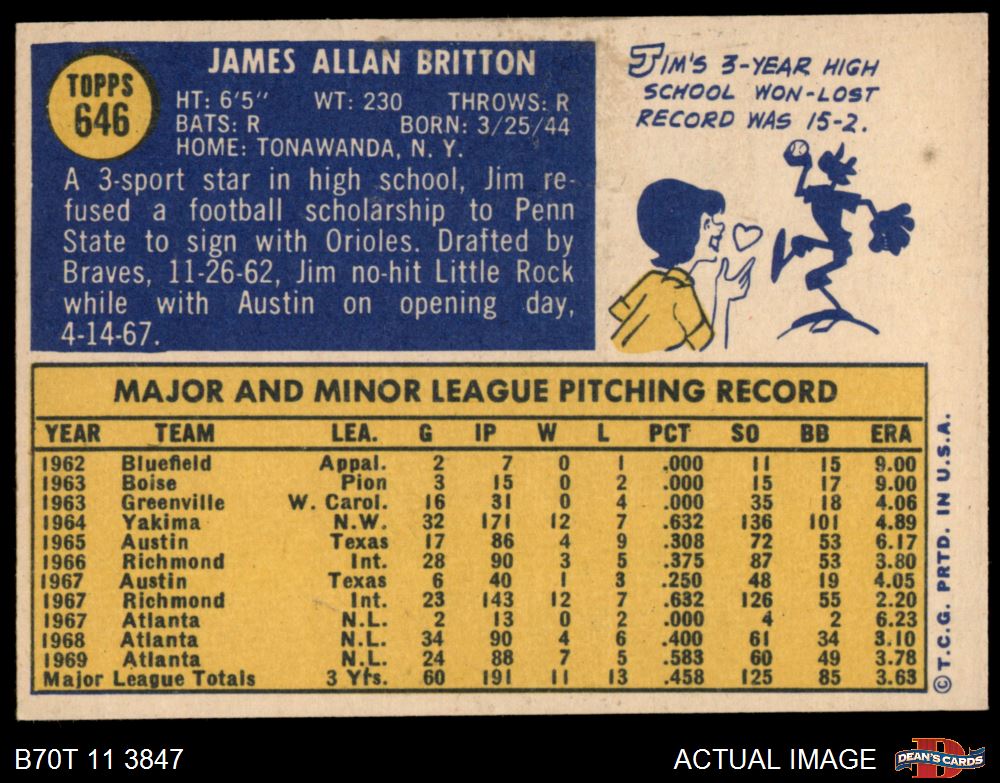 TOPPS
646
JAMES ALLAN BRITTON
HT: 6'5" WT: 230 THROWS: R
BATS: R BORN: 3/25/44
HOME: TONAWANDA, N. Y.
A 3-sport star in high school, Jim re-
fused a football scholarship to Penn
State to sign with Orioles. Drafted by
Braves, 11-26-62, Jim no-hit Little Rock
while with Austin on opening day,
4-14-67.
JIM'S 3-YEAR HIGH
SCHOOL WON-LOST
RECORD WAS 15-2.
MAJOR AND MINOR LEAGUE PITCHING RECORD
YEAR TEAM LEA. G IP W L PCT SO BB ERA
1962 Bluefield Appal. 2 7 0 1 .000 11 15 9.00
1963 Boise Pion 3 15 0 2 .000 15 17 9.00
1963 Greenville W. Carol. 16 31 0 4 .000 35 18 4.06
1964 Yakima N.W. 32 171 12 7 .632 136 101 4.89
1965 Austin Texas 17 86 4 9 .308 72 53 6.17
1966 Richmond Int. 28 90 3 5 .375 87 53 3.80
1967 Austin Texas 6 40 1 3 .250 48 19 4.05
1967 Richmond Int. 23 143 12 7 .632 126 55 2.20
1967 Atlanta N.L. 2 13 0 2 .000 4 2 6.23
1968 Atlanta N.L. 34 90 4 6 .400 61 34 3.10
1969 Atlanta N.L. 24 88 7 5 .583 60 49 3.78
Major League Totals 3 Yrs. 60 191 11 13 .458 125 85 3.63
© T.C.G. PRTD. IN U.S.A.
B70T 11 3847
ACTUAL IMAGE
D
DEAN'S CARDS